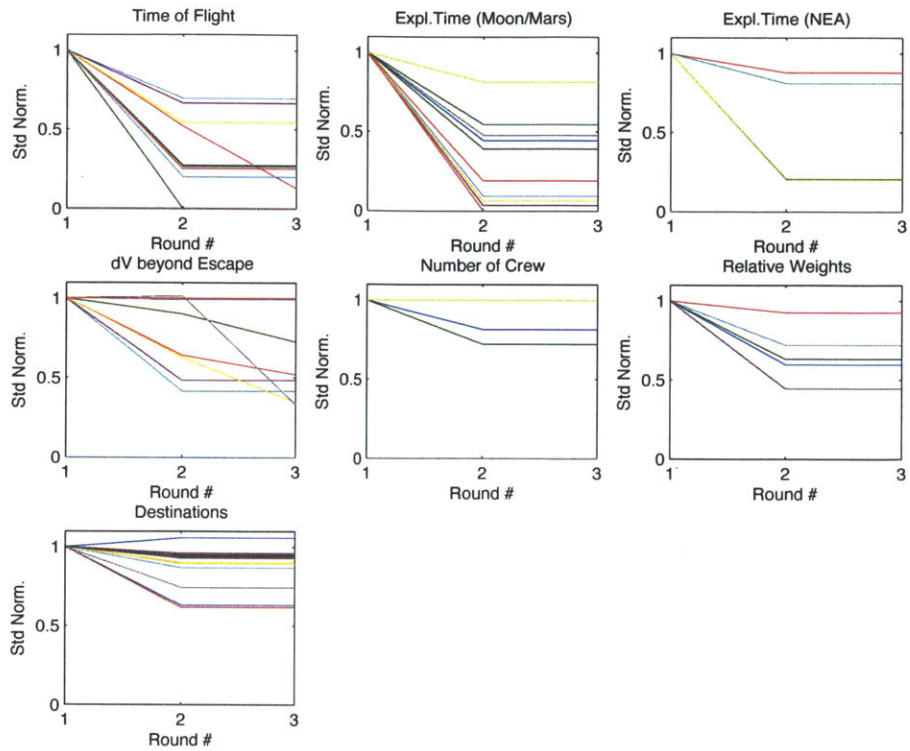 Time of Flight
Expl.Time (Moon/Mars)
Expl.Time (NEA)
Std Norm.
1
0.5
0
1
2
3
Round #
Std Norm.
1
0.5
0
1
2
3
Round #
Std Norm.
1
0.5
0
1
2
3
Round #
dV beyond Escape
Number of Crew
Relative Weights
Std Norm.
1
0.5
0
1
2
3
Round #
Std Norm.
1
0.5
0
1
2
3
Round #
Std Norm.
1
0.5
0
1
2
3
Round #
Destinations
Std Norm.
1
0.5
0
1
2
3
Round #